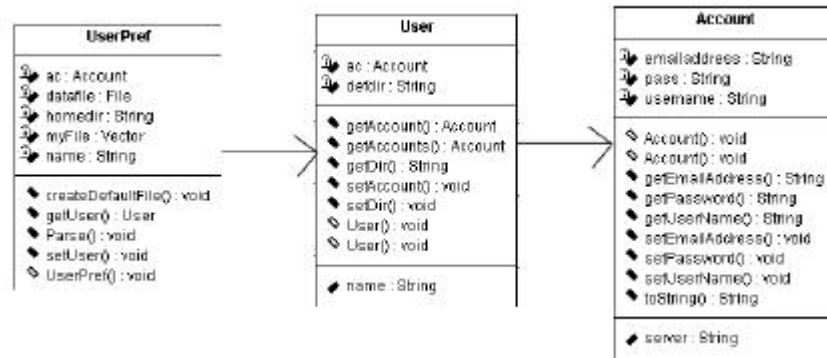 UserPref
ac : Account
datafile : File
homedir : String
myFile : Vector
name : String
createDefaultFile() : void
getUser() : User
Parse() : void
setUser() : void
UserPref() : void
User
ac : Account
defdir : String
getAccount() : Account
getAccounts() : Account
getDir() : String
setAccount() : void
setDir() : void
User() : void
User() : void
name : String
Account
emailaddress : String
pass : String
username : String
Account() : void
Account() : void
getEmailAddress() : String
getPassword() : String
getUserName() : String
setEmailAddress() : void
setPassword() : void
setUserName() : void
toString() : String
server : String